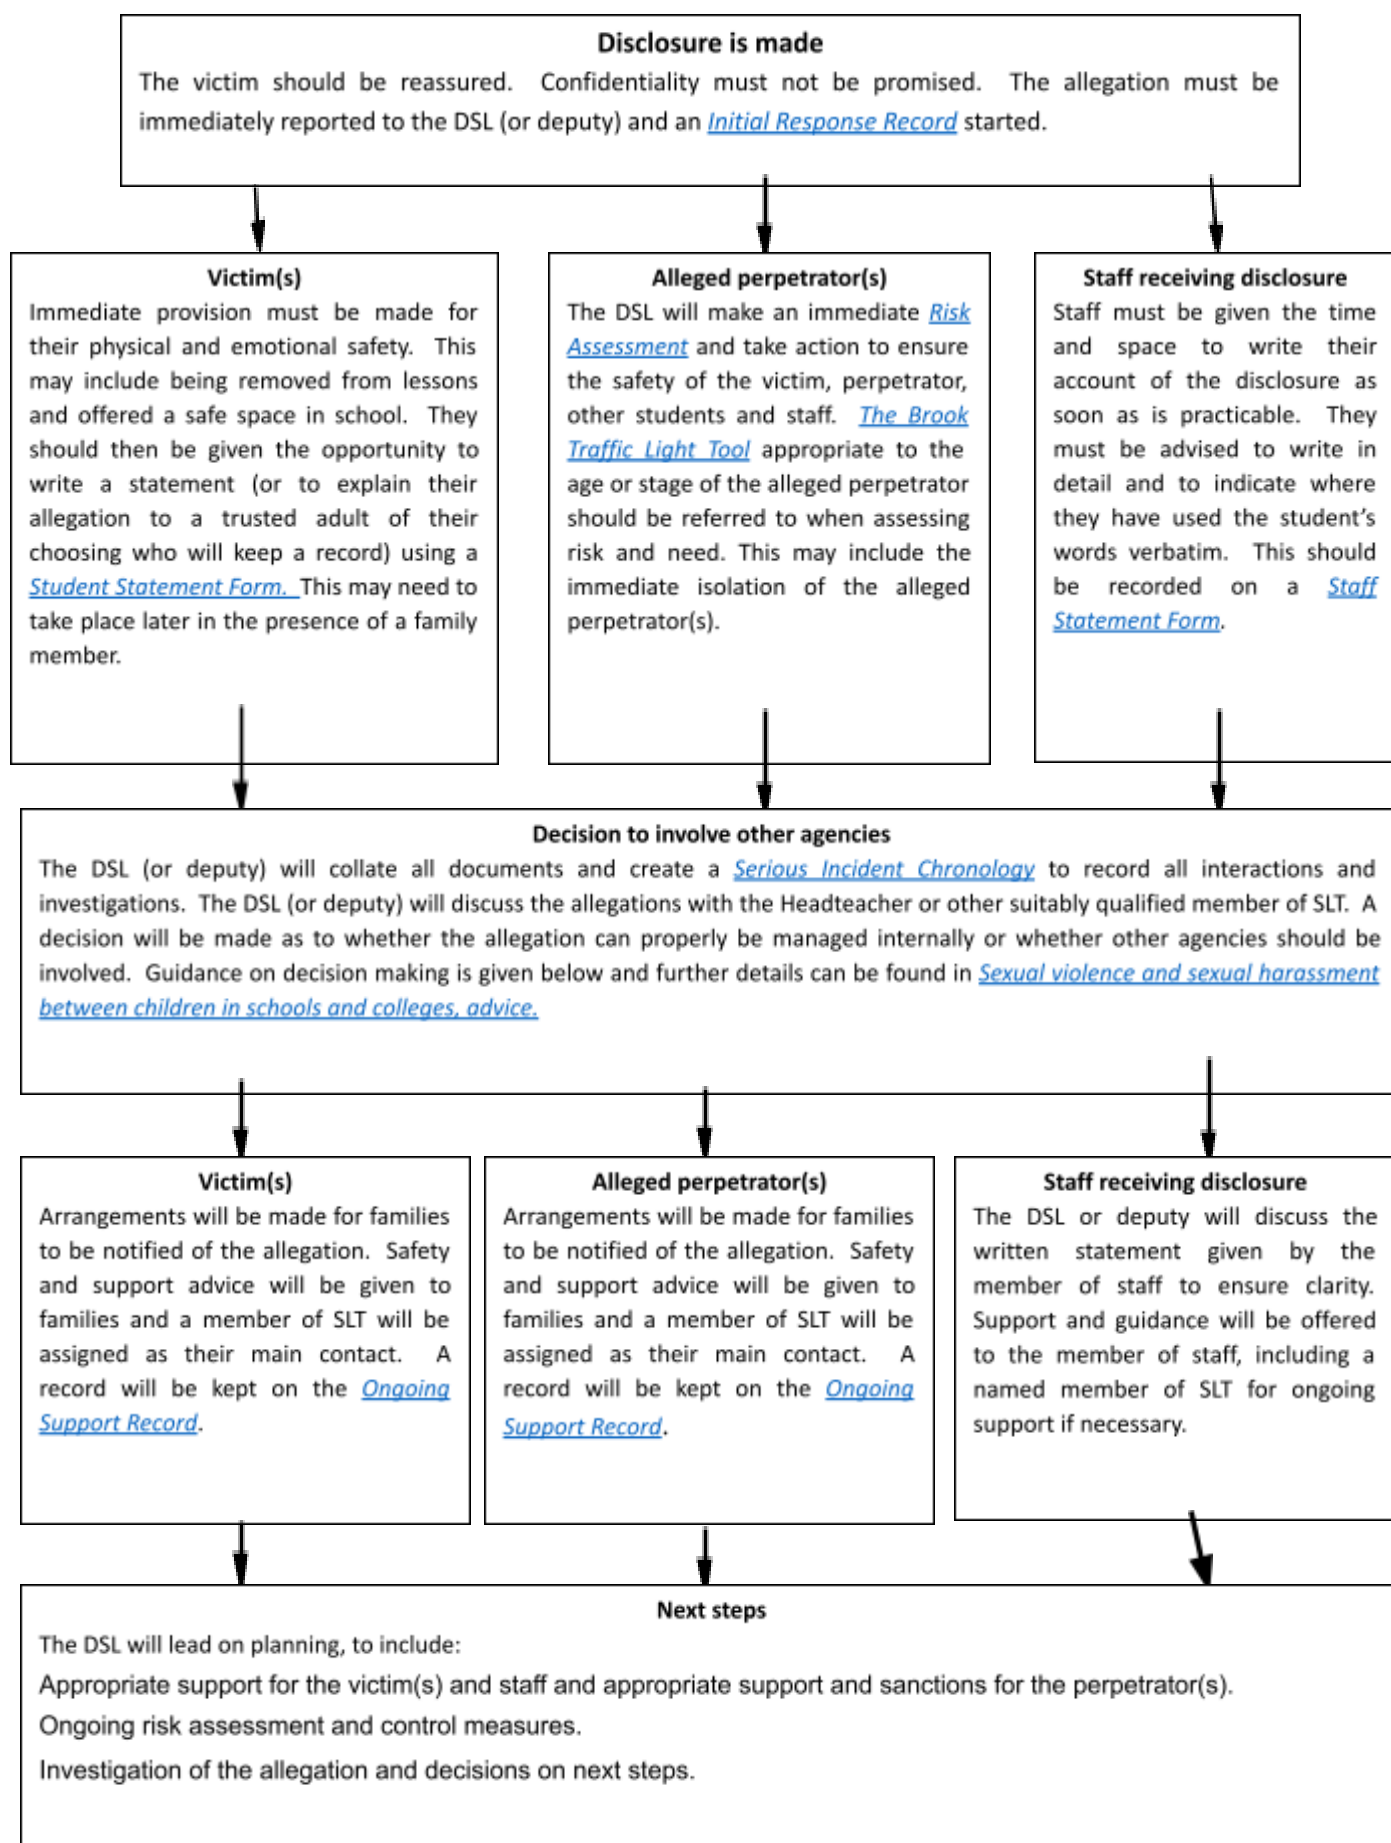 Disclosure is made
The victim should be reassured. Confidentiality must not be promised. The allegation must be
immediately reported to the DSL (or deputy) and an Initial Response Record started.
Victim(s)
Immediate provision must be made for
their physical and emotional safety. This
may include being removed from lessons
and offered a safe space in school. They
should then be given the opportunity to
write a statement (or to explain their
allegation to a trusted adult of their
choosing who will keep a record) using a
Student Statement Form. This may need to
take place later in the presence of a family
member.
Alleged perpetrator(s)
The DSL will make an immediate Risk
Assessment and take action to ensure
the safety of the victim, perpetrator,
other students and staff. The Brook
Traffic Light Tool appropriate to the
age or stage of the alleged perpetrator
should be referred to when assessing
risk and need. This may include the
immediate isolation of the alleged
perpetrator(s).
Staff receiving disclosure
Staff must be given the time
and space to write their
account of the disclosure as
soon as is practicable. They
must be advised to write in
detail and to indicate where
they have used the student's
words verbatim. This should
be recorded on a Staff
Statement Form.
Decision to involve other agencies
The DSL (or deputy) will collate all documents and create a Serious Incident Chronology to record all interactions and
investigations. The DSL (or deputy) will discuss the allegations with the Headteacher or other suitably qualified member of SLT. A
decision will be made as to whether the allegation can properly be managed internally or whether other agencies should be
involved. Guidance on decision making is given below and further details can be found in Sexual violence and sexual harassment
between children in schools and colleges, advice.
Victim(s)
Arrangements will be made for families
to be notified of the allegation. Safety
and support advice will be given to
families and a member of SLT will be
assigned as their main contact. A
record will be kept on the Ongoing
Support Record.
Alleged perpetrator(s)
Arrangements will be made for families
to be notified of the allegation. Safety
and support advice will be given to
families and a member of SLT will be
assigned as their main contact. A
record will be kept on the Ongoing
Support Record.
Staff receiving disclosure
The DSL or deputy will discuss the
written statement given by the
member of staff to ensure clarity.
Support and guidance will be offered
to the member of staff, including a
named member of SLT for ongoing
support if necessary.
Next steps
The DSL will lead on planning, to include:
Appropriate support for the victim(s) and staff and appropriate support and sanctions for the perpetrator(s).
Ongoing risk assessment and control measures.
Investigation of the allegation and decisions on next steps.